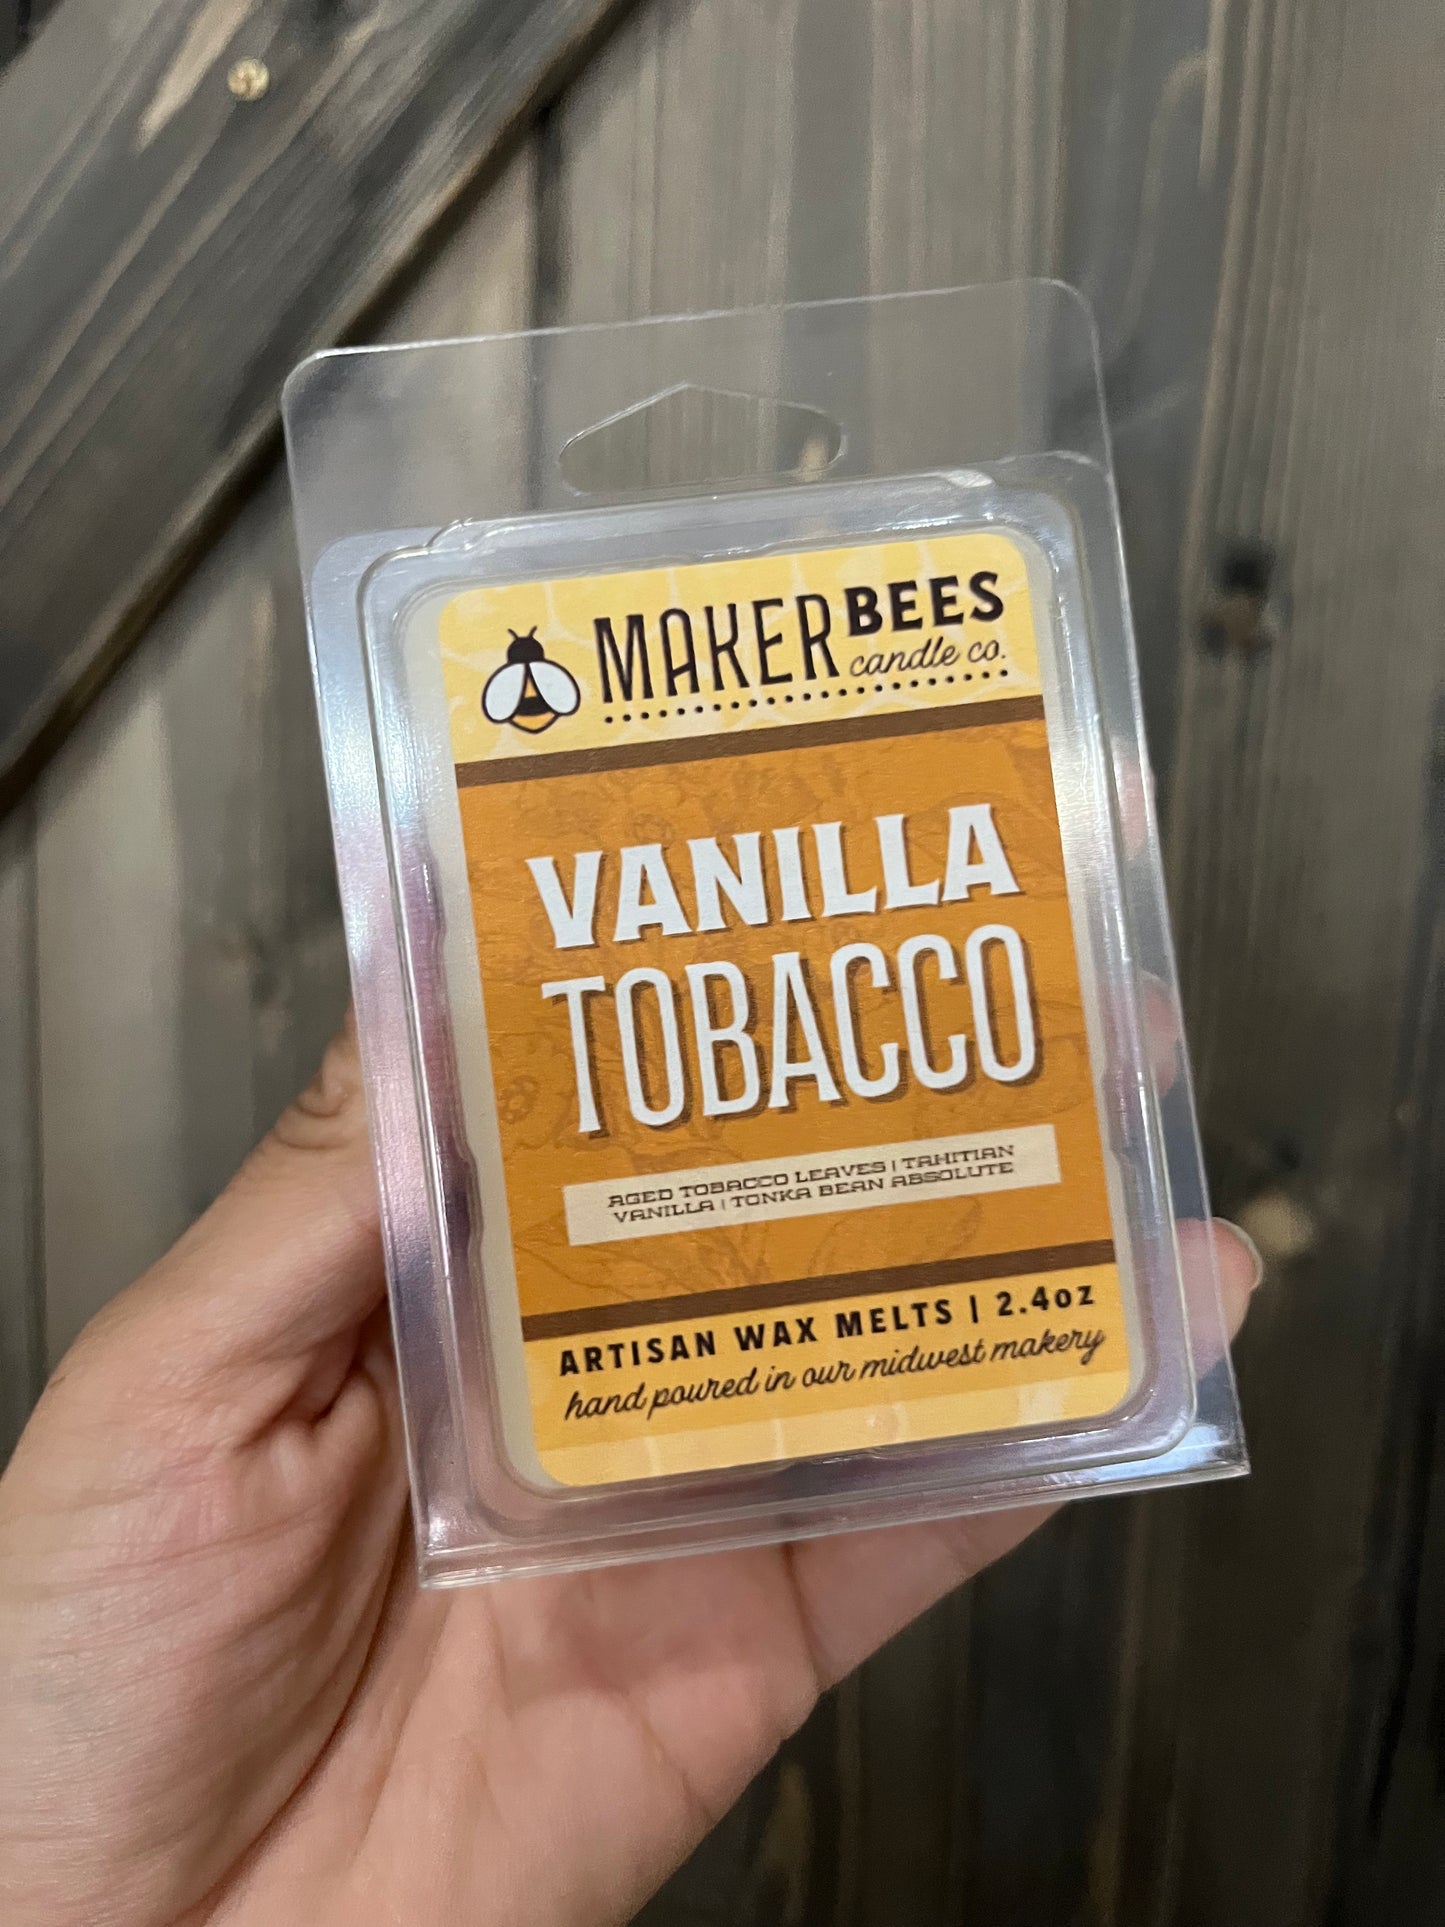 MAKER BEES
candle co.
VANILLA
TOBACCO
AGED TOBACCO LEAVES | TAHITIAN
VANILLA | TONKA BEAN ABSOLUTE
ARTISAN WAX MELTS | 2.4oz
hand poured in our midwest makery